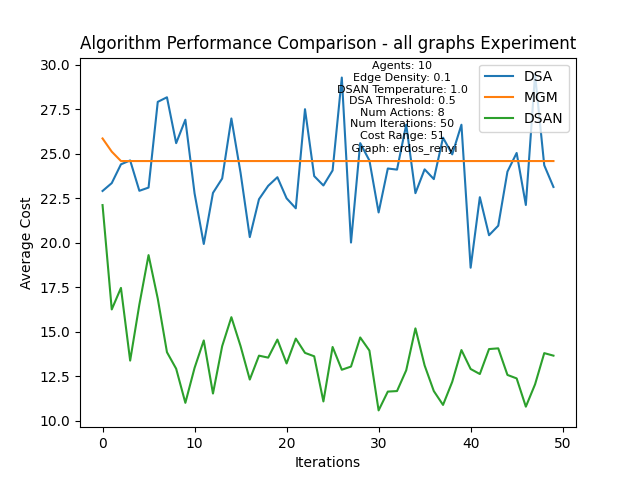 Algorithm Performance Comparison - all graphs Experiment
30.0
27.5
25.0
22.5
20.0
17.5
15.0
12.5
10.0
Average Cost
Agents: 10
Edge Density: 0.1
DSAN Temperature: 1.0
DSA Threshold: 0.5
Num Actions: 8
Num Iterations: 50
Cost Range: 51
Graph: erdos_renyi
DSA
MGM
DSAN
0
10
20
30
40
50
Iterations